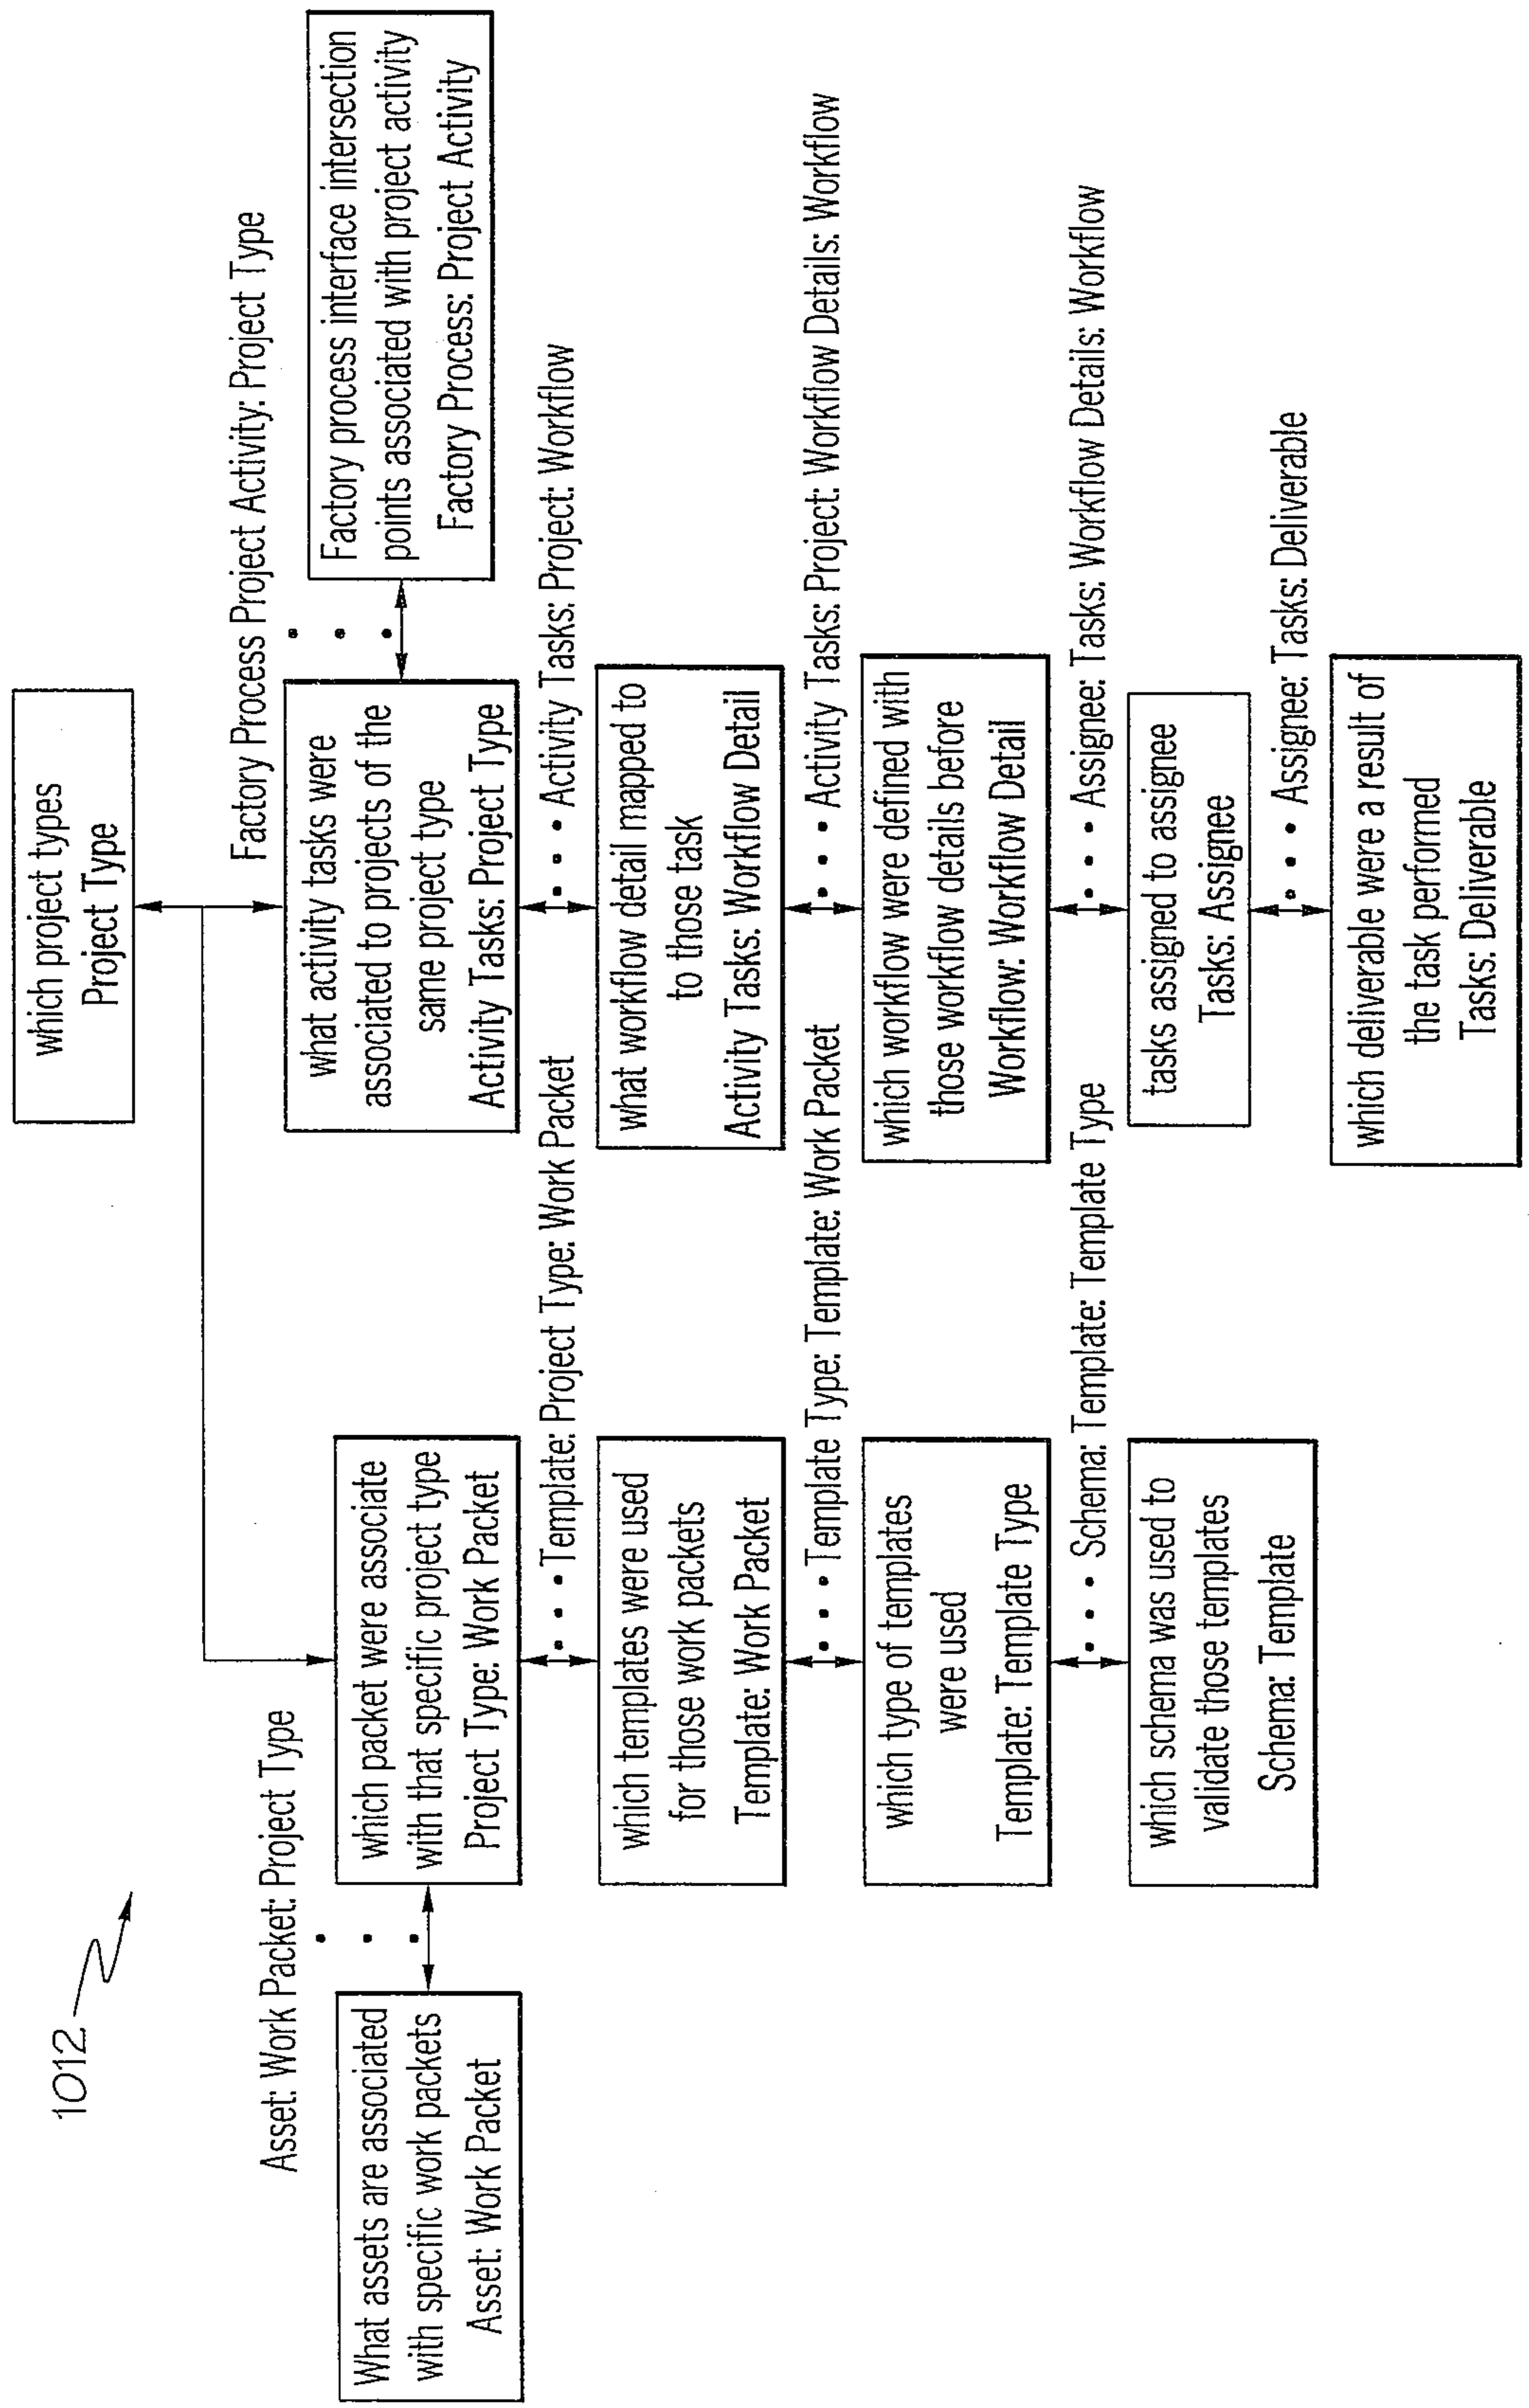 1012
which project types
Project Type
Asset: Work Packet: Project Type
Factory Process Project Activity: Project Type
What assets are associated
with specific work packets
Asset: Work Packet
which packet were associate
with that specific project type
Project Type: Work Packet
what activity tasks were
associated to projects of the
same project type
Activity Tasks: Project Type
Factory process interface intersection
points associated with project activity
Factory Process: Project Activity
Template: Project Type: Work Packet
Activity Tasks: Project: Workflow
which templates were used
for those work packets
Template: Work Packet
what workflow detail mapped to
to those task
Activity Tasks: Workflow Detail
Template Type: Template: Work Packet
Activity Tasks: Project: Workflow Details: Workflow
which type of templates
were used
Template: Template Type
which workflow were defined with
those workflow details before
Workflow: Workflow Detail
Schema: Template: Template Type
Assignee: Tasks: Workflow Details: Workflow
which schema was used to
validate those templates
Schema: Template
tasks assigned to assignee
Tasks: Assignee
Assignee: Tasks: Deliverable
which deliverable were a result of
the task performed
Tasks: Deliverable